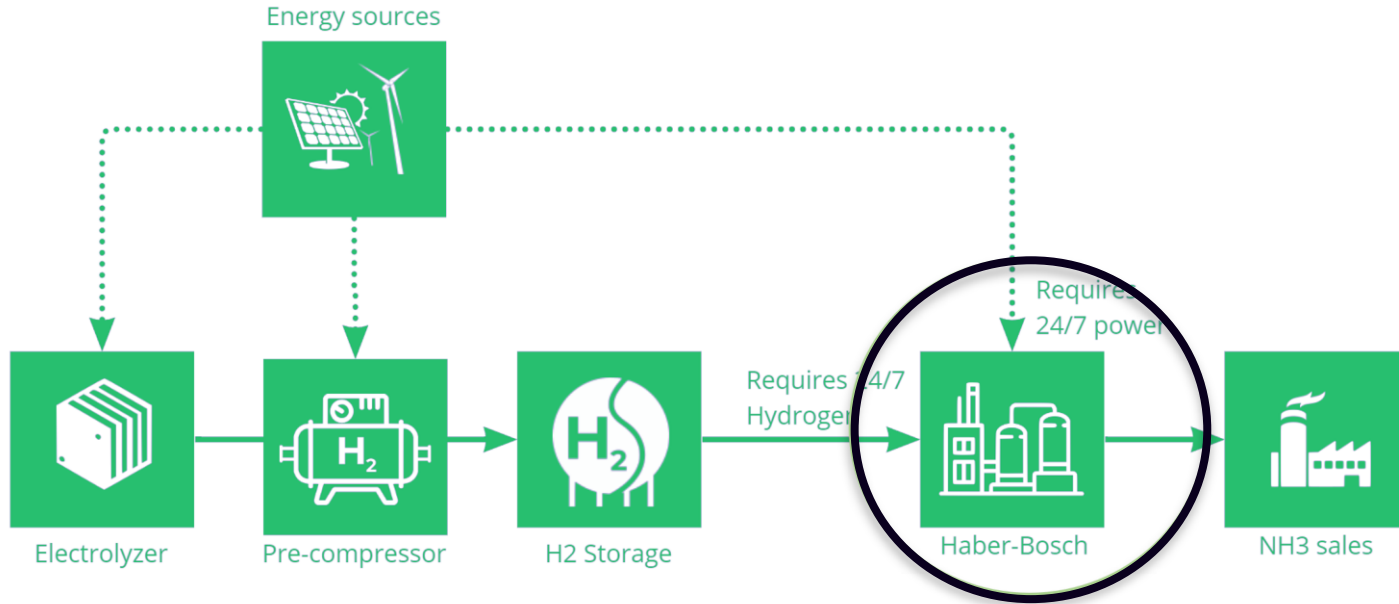 Energy sources
Requires
24/7 power
Requires 24/7
Hydrogen
H2
H2
Electrolyzer
Pre-compressor
H2 Storage
Haber-Bosch
NH3 sales